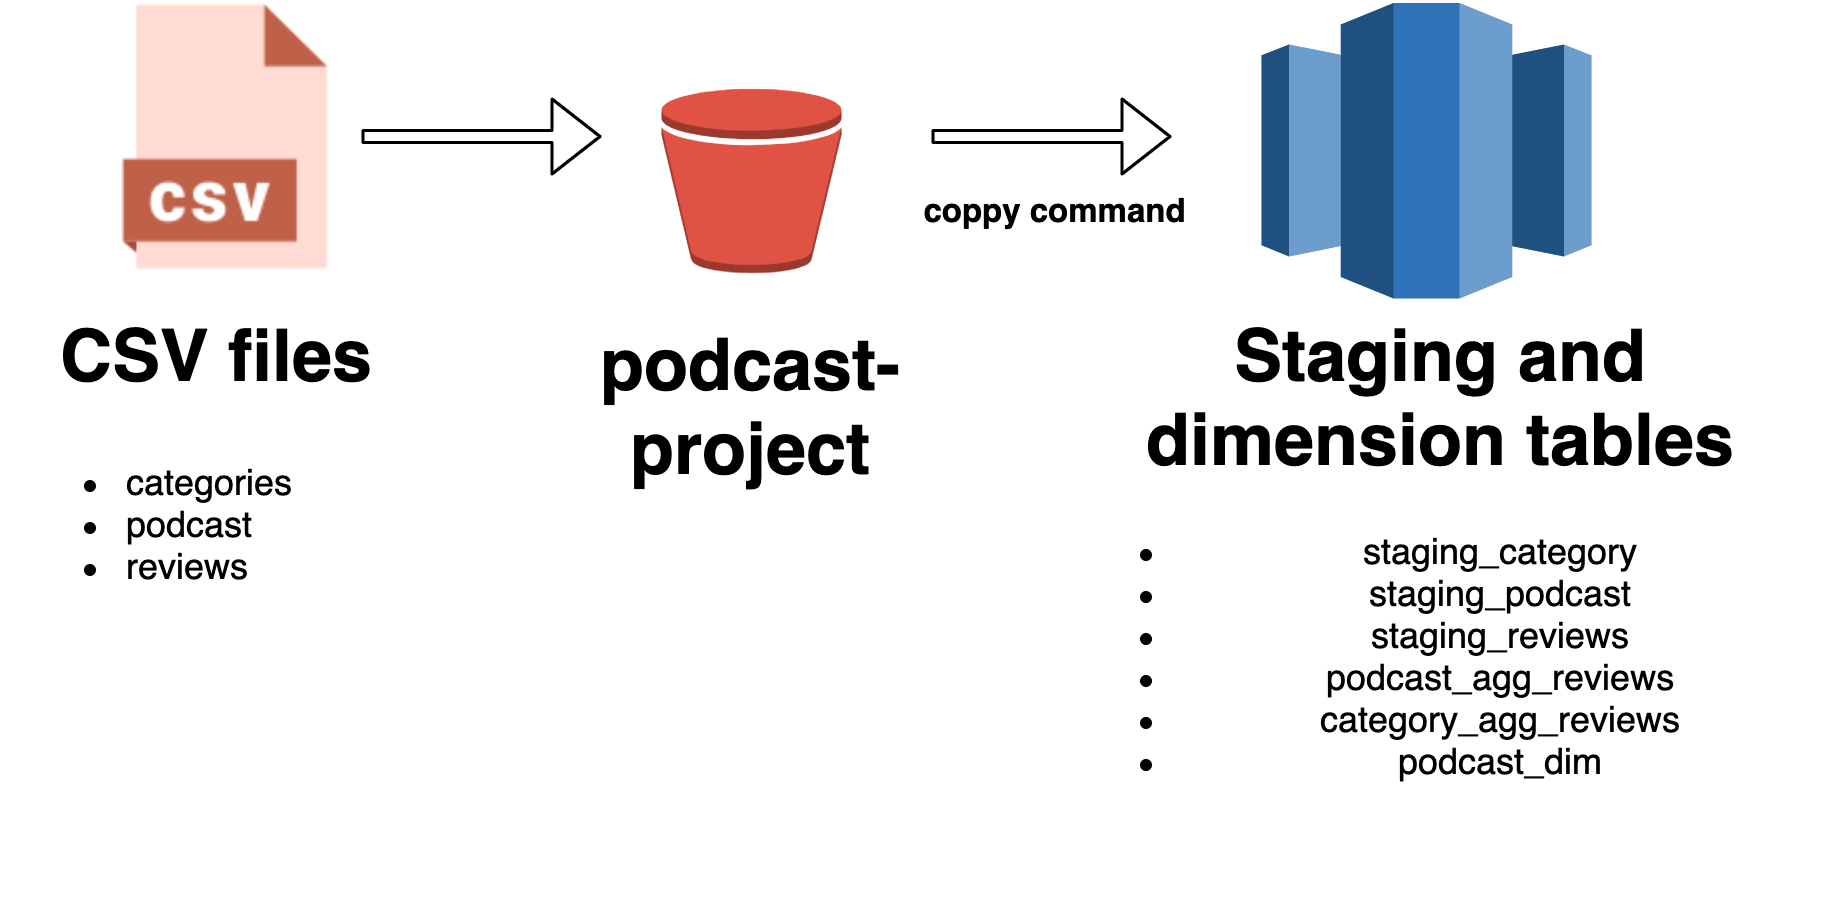 CSV
CSV files
categories
podcast
reviews
podcast-
project
coppy command
Staging and
dimension tables
staging_category
staging_podcast
staging_reviews
podcast_agg_reviews
category_agg_reviews
podcast_dim